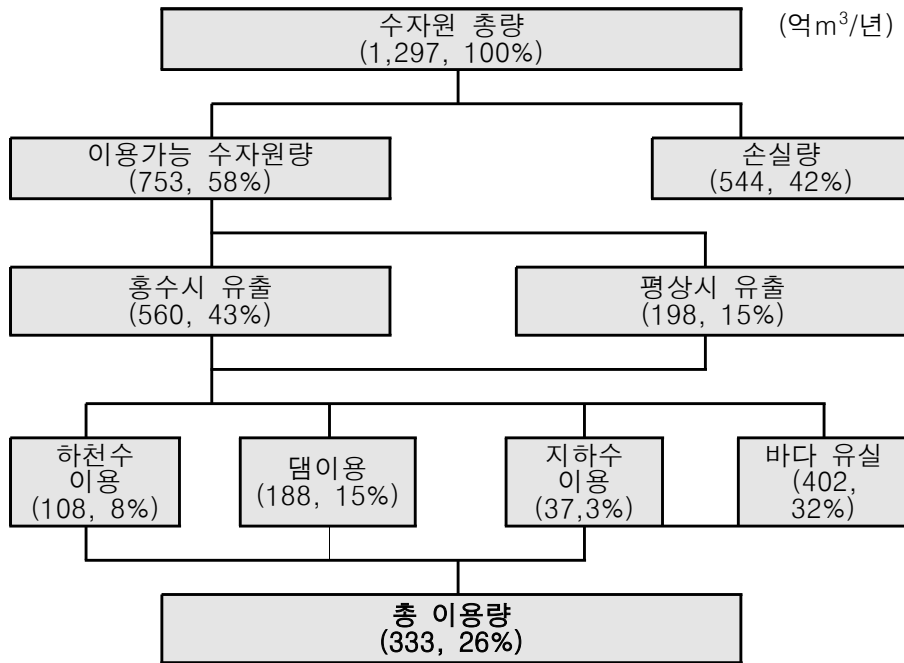 수자원 총량
(1,297, 100%)
(억m³/년)
이용가능 수자원량
(753, 58%)
손실량
(544, 42%)
홍수시 유출
(560, 43%)
평상시 유출
(198, 15%)
하천수
이용
(108, 8%)
댐이용
(188, 15%)
지하수
이용
(37,3%)
바다 유실
(402,
32%)
총 이용량
(333, 26%)